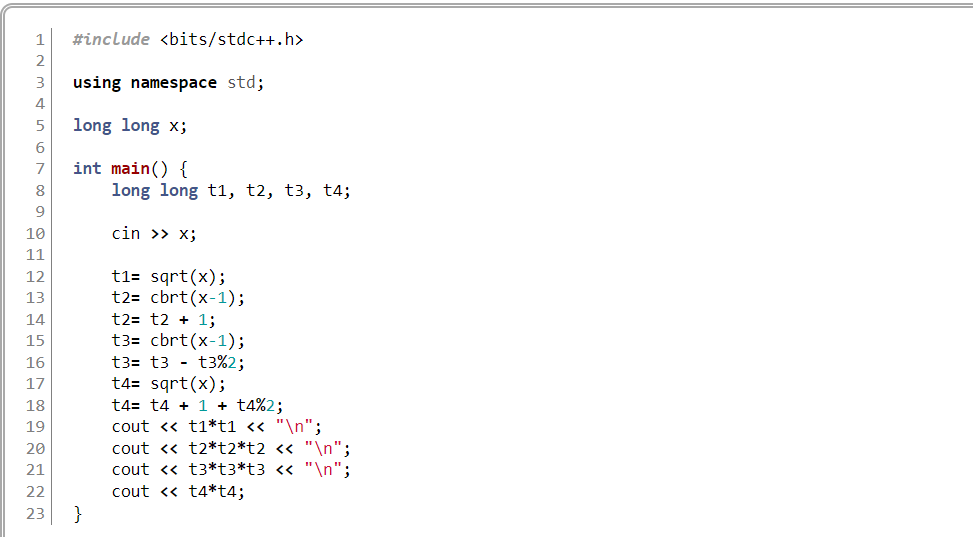 1 #include <bits/stdc++.h>
2
3 using namespace std;
4
5 long long x;
6
7 int main() {
8     long long t1, t2, t3, t4;
9
10     cin >> x;
11
12     t1= sqrt(x);
13     t2= cbrt(x-1);
14     t2= t2 + 1;
15     t3= cbrt(x-1);
16     t3= t3 - t3%2;
17     t4= sqrt(x);
18     t4= t4 + 1 + t4%2;
19     cout << t1*t1 << "\n";
20     cout << t2*t2*t2 << "\n";
21     cout << t3*t3*t3 << "\n";
22     cout << t4*t4;
23 }